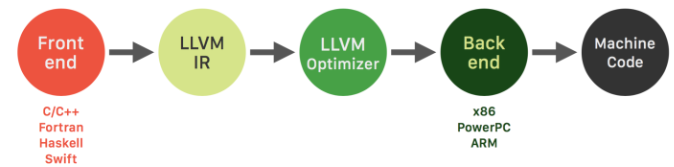 Front
end
LLVM
IR
LLVM
Optimizer
Back
end
Machine
Code
C/C++
Fortran
Haskell
Swift
x86
PowerPC
ARM